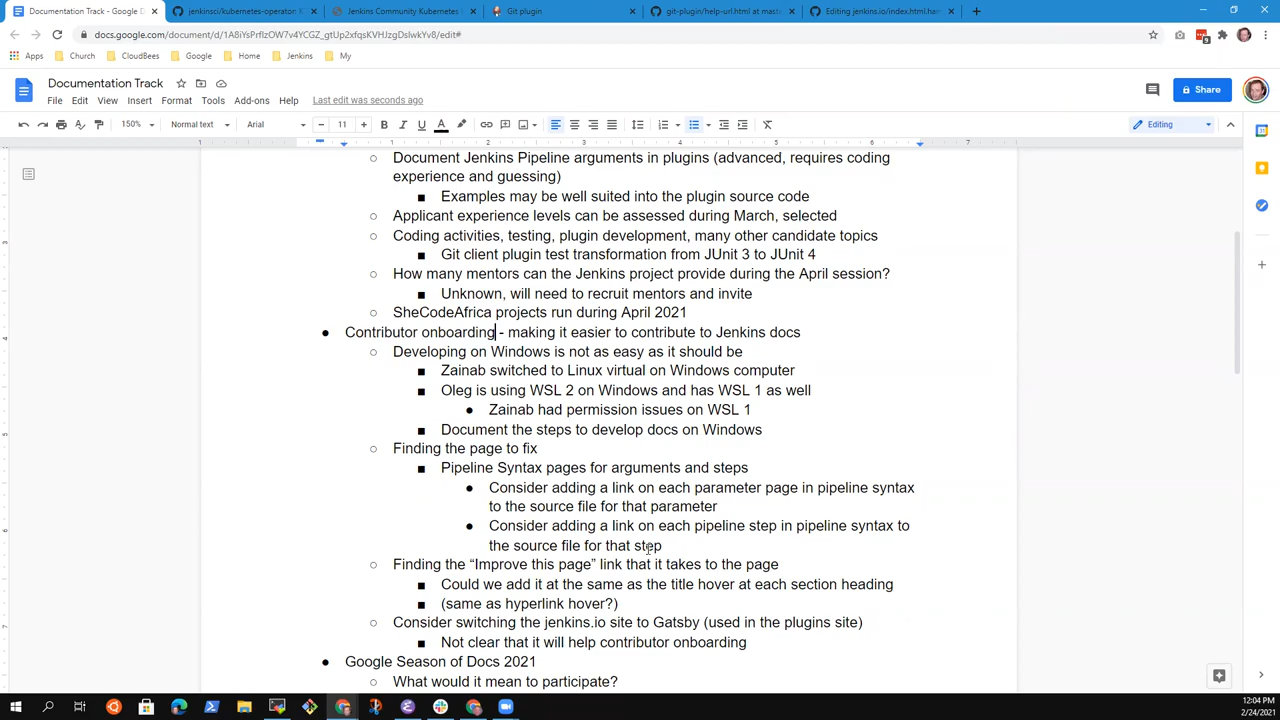 Documentation Track - Google D
jenkinsci/kubernetes-operator: K
Jenkins Community Kubernetes
Git plugin
git-plugin/help-url.html at mast
Editing jenkins.io/index.html.ham
docs.google.com/document/d/1A8iYsPrflzOW7v4YCGZ_gtUp2xfqsKVHJzgDslwkYv8/edit#
9
Apps
Church
CloudBees
Google
Home
Jenkins
My
Documentation Track
File Edit View Insert Format Tools Add-ons Help Last edit was seconds ago
Share
150% Normal text Arial 11 B I U A Editing
1 1 2 3 4 5 6 7
Document Jenkins Pipeline arguments in plugins (advanced, requires coding
experience and guessing)
Examples may be well suited into the plugin source code
Applicant experience levels can be assessed during March, selected
Coding activities, testing, plugin development, many other candidate topics
Git client plugin test transformation from JUnit 3 to JUnit 4
How many mentors can the Jenkins project provide during the April session?
Unknown, will need to recruit mentors and invite
SheCodeAfrica projects run during April 2021
Contributor onboarding - making it easier to contribute to Jenkins docs
Developing on Windows is not as easy as it should be
Zainab switched to Linux virtual on Windows computer
Oleg is using WSL 2 on Windows and has WSL 1 as well
Zainab had permission issues on WSL 1
Document the steps to develop docs on Windows
Finding the page to fix
Pipeline Syntax pages for arguments and steps
Consider adding a link on each parameter page in pipeline syntax
to the source file for that parameter
Consider adding a link on each pipeline step in pipeline syntax to
the source file for that step
Finding the “Improve this page” link that it takes to the page
Could we add it at the same as the title hover at each section heading
(same as hyperlink hover?)
Consider switching the jenkins.io site to Gatsby (used in the plugins site)
Not clear that it will help contributor onboarding
Google Season of Docs 2021
What would it mean to participate?
12:04 PM
2/24/2021